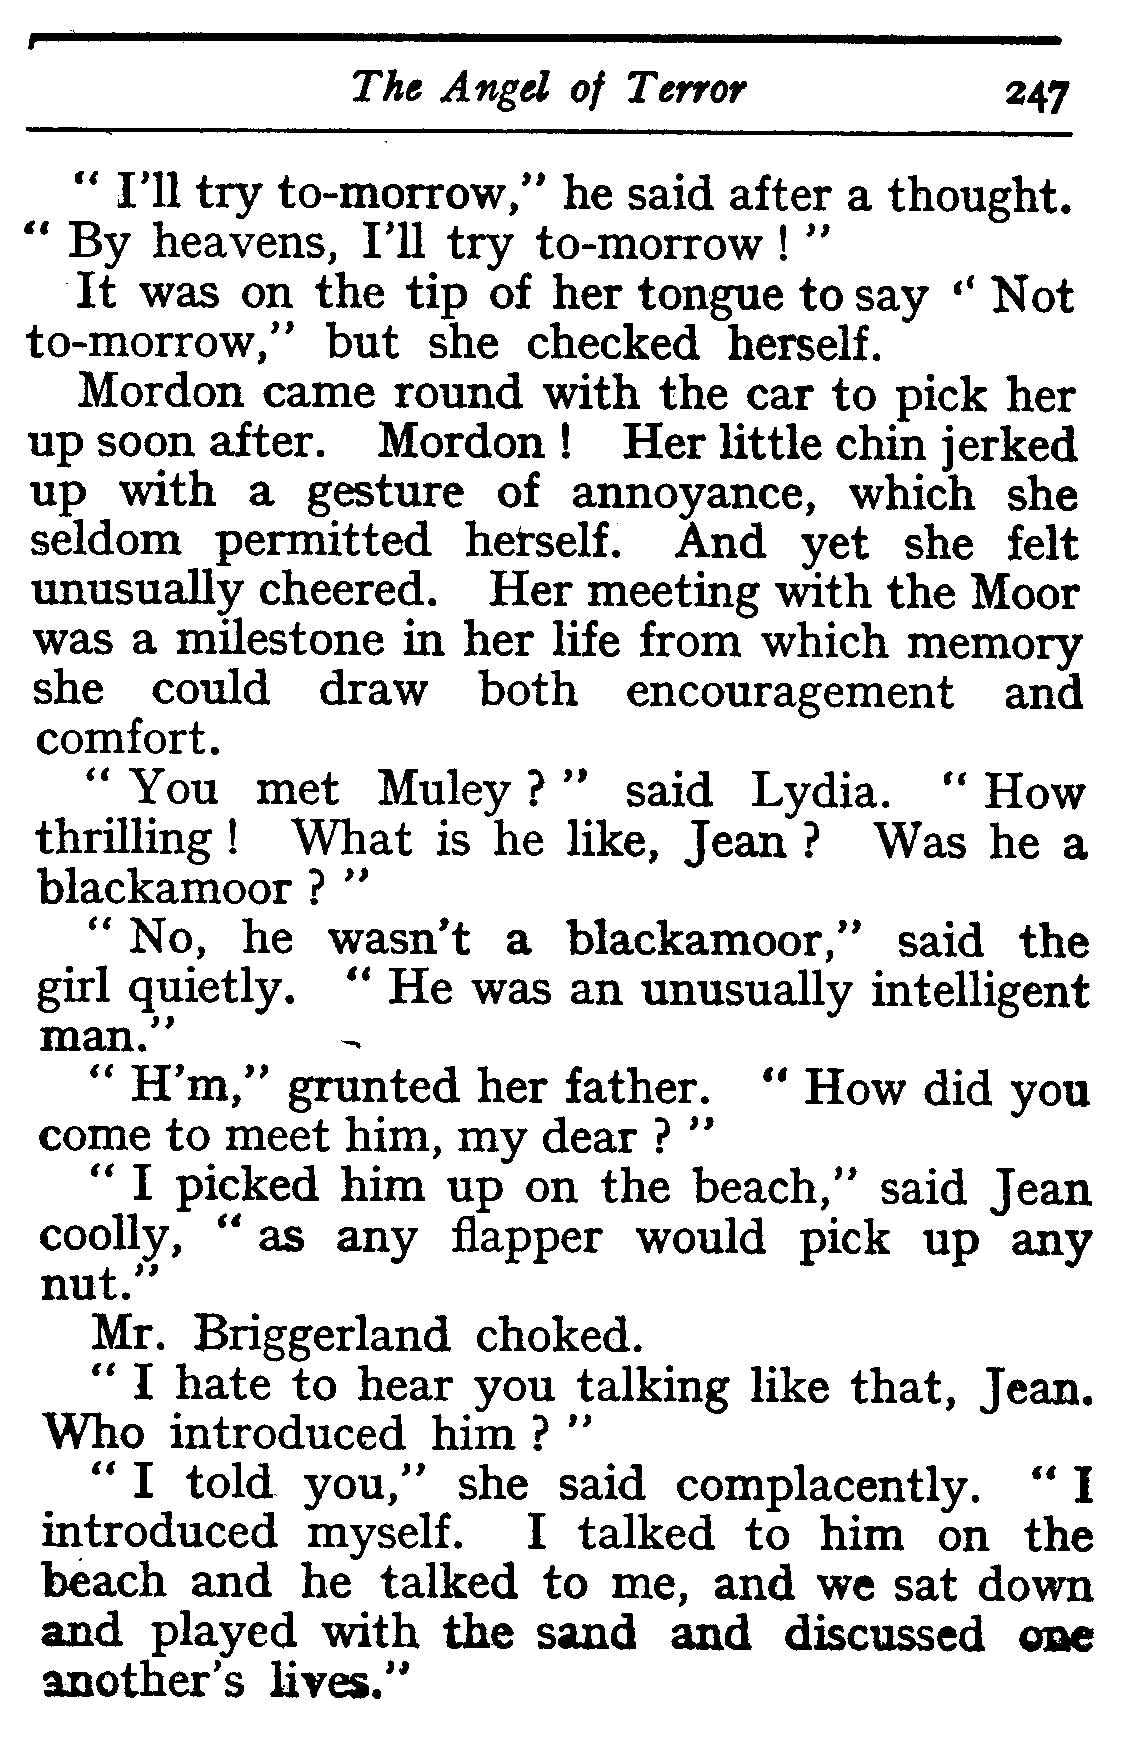 The Angel of Terror 247
“ I’ll try to-morrow,” he said after a thought.
“ By heavens, I’ll try to-morrow ! ”
It was on the tip of her tongue to say “ Not
to-morrow,” but she checked herself.
Mordon came round with the car to pick her
up soon after. Mordon ! Her little chin jerked
up with a gesture of annoyance, which she
seldom permitted herself. And yet she felt
unusually cheered. Her meeting with the Moor
was a milestone in her life from which memory
she could draw both encouragement and
comfort.
“ You met Muley ? ” said Lydia. “ How
thrilling ! What is he like, Jean ? Was he a
blackamoor ? ”
“ No, he wasn’t a blackamoor,” said the
girl quietly. “ He was an unusually intelligent
man.”
“ H’m,” grunted her father. “ How did you
come to meet him, my dear ? ”
“ I picked him up on the beach,” said Jean
coolly, “ as any flapper would pick up any
nut.”
Mr. Briggerland choked.
“ I hate to hear you talking like that, Jean.
Who introduced him ? ”
“ I told you,” she said complacently. “ I
introduced myself. I talked to him on the
beach and he talked to me, and we sat down
and played with the sand and discussed one
another’s lives.”